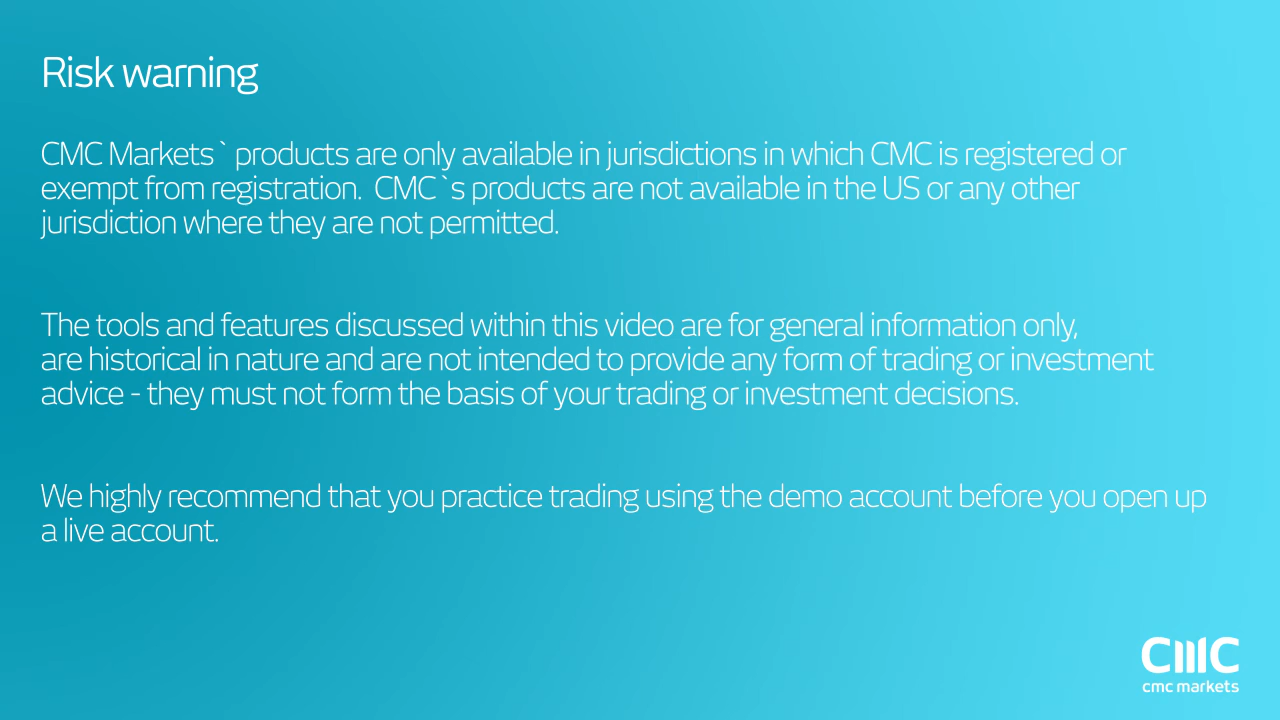 Risk warning
CMC Markets` products are only available in jurisdictions in which CMC is registered or
exempt from registration.  CMC`s products are not available in the US or any other
jurisdiction where they are not permitted.
The tools and features discussed within this video are for general information only,
are historical in nature and are not intended to provide any form of trading or investment
advice - they must not form the basis of your trading or investment decisions.
We highly recommend that you practice trading using the demo account before you open up
a live account.
CMC
cmc markets